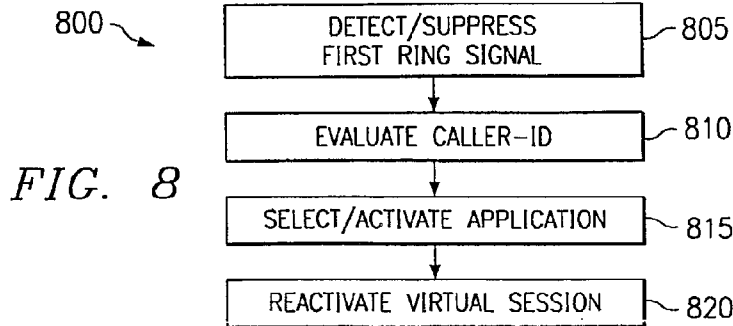 800
DETECT/SUPPRESS
FIRST RING SIGNAL
805
EVALUATE CALLER-ID
810
FIG. 8
SELECT/ACTIVATE APPLICATION
815
REACTIVATE VIRTUAL SESSION
820